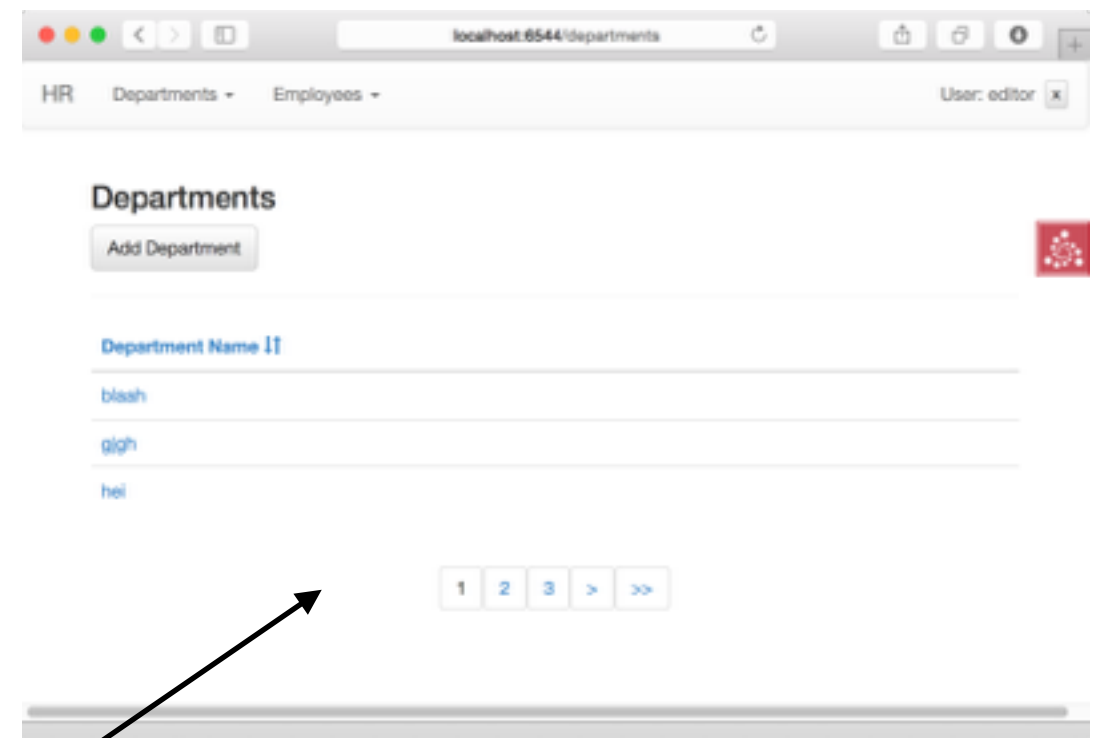 localhost:6544/departments
HR Departments Employees User: editor x
Departments
Add Department
Department Name
blaah
gjgh
hei
1 2 3 > >>